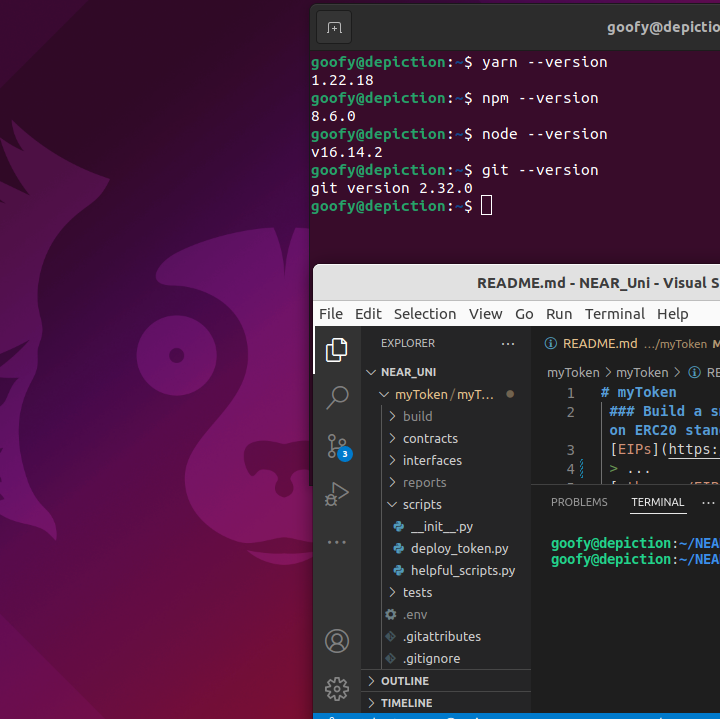 goofy@depictio
goofy@depiction:~$ yarn --version
1.22.18
goofy@depiction:~$ npm --version
8.6.0
goofy@depiction:~$ node --version
v16.14.2
goofy@depiction:~$ git --version
git version 2.32.0
goofy@depiction:~$
README.md - NEAR_Uni - Visual S
File Edit Selection View Go Run Terminal Help
EXPLORER ...
NEAR_UNI
myToken/myT...
build
contracts
interfaces
reports
scripts
__init__.py
deploy_token.py
helpful_scripts.py
tests
.env
.gitattributes
.gitignore
OUTLINE
TIMELINE
3
README.md .../myToken M
myToken > myToken > RE
1 # myToken
2 ### Build a sm
on ERC20 stand
3 [EIPs](https:
4 > ...
PROBLEMS TERMINAL ...
goofy@depiction:~/NEA
goofy@depiction:~/NEA